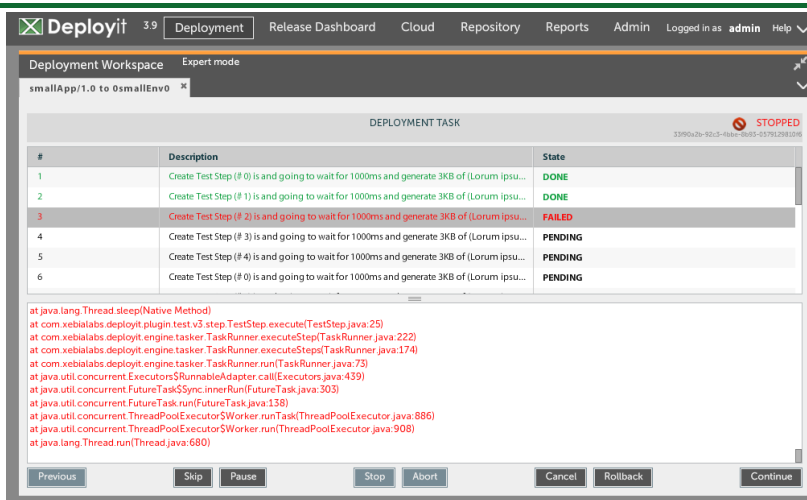 Deployit 3.9 Deployment Release Dashboard Cloud Repository Reports Admin Logged in as admin Help
Deployment Workspace Expert mode
smallApp/1.0 to 0smallEnv0 ×
DEPLOYMENT TASK STOPPED
# Description State
1 Create Test Step (# 0) is and going to wait for 1000ms and generate 3KB of (Lorum ipsu... DONE
2 Create Test Step (# 1) is and going to wait for 1000ms and generate 3KB of (Lorum ipsu... DONE
3 Create Test Step (# 2) is and going to wait for 1000ms and generate 3KB of (Lorum ipsu... FAILED
4 Create Test Step (# 3) is and going to wait for 1000ms and generate 3KB of (Lorum ipsu... PENDING
5 Create Test Step (# 4) is and going to wait for 1000ms and generate 3KB of (Lorum ipsu... PENDING
6 Create Test Step (# 0) is and going to wait for 1000ms and generate 3KB of (Lorum ipsu... PENDING
at java.lang.Thread.sleep(Native Method)
at com.xebialabs.deployit.plugin.test.v3.step.TestStep.execute(TestStep.java:25)
at com.xebialabs.deployit.engine.tasker.TaskRunner.executeStep(TaskRunner.java:222)
at com.xebialabs.deployit.engine.tasker.TaskRunner.executeSteps(TaskRunner.java:174)
at com.xebialabs.deployit.engine.tasker.TaskRunner.run(TaskRunner.java:73)
at java.util.concurrent.Executors$RunnableAdapter.call(Executors.java:439)
at java.util.concurrent.FutureTask$Sync.innerRun(FutureTask.java:303)
at java.util.concurrent.FutureTask.run(FutureTask.java:138)
at java.util.concurrent.ThreadPoolExecutor$Worker.runTask(ThreadPoolExecutor.java:886)
at java.util.concurrent.ThreadPoolExecutor$Worker.run(ThreadPoolExecutor.java:908)
at java.lang.Thread.run(Thread.java:680)
Previous Skip Pause Stop Abort Cancel Rollback Continue